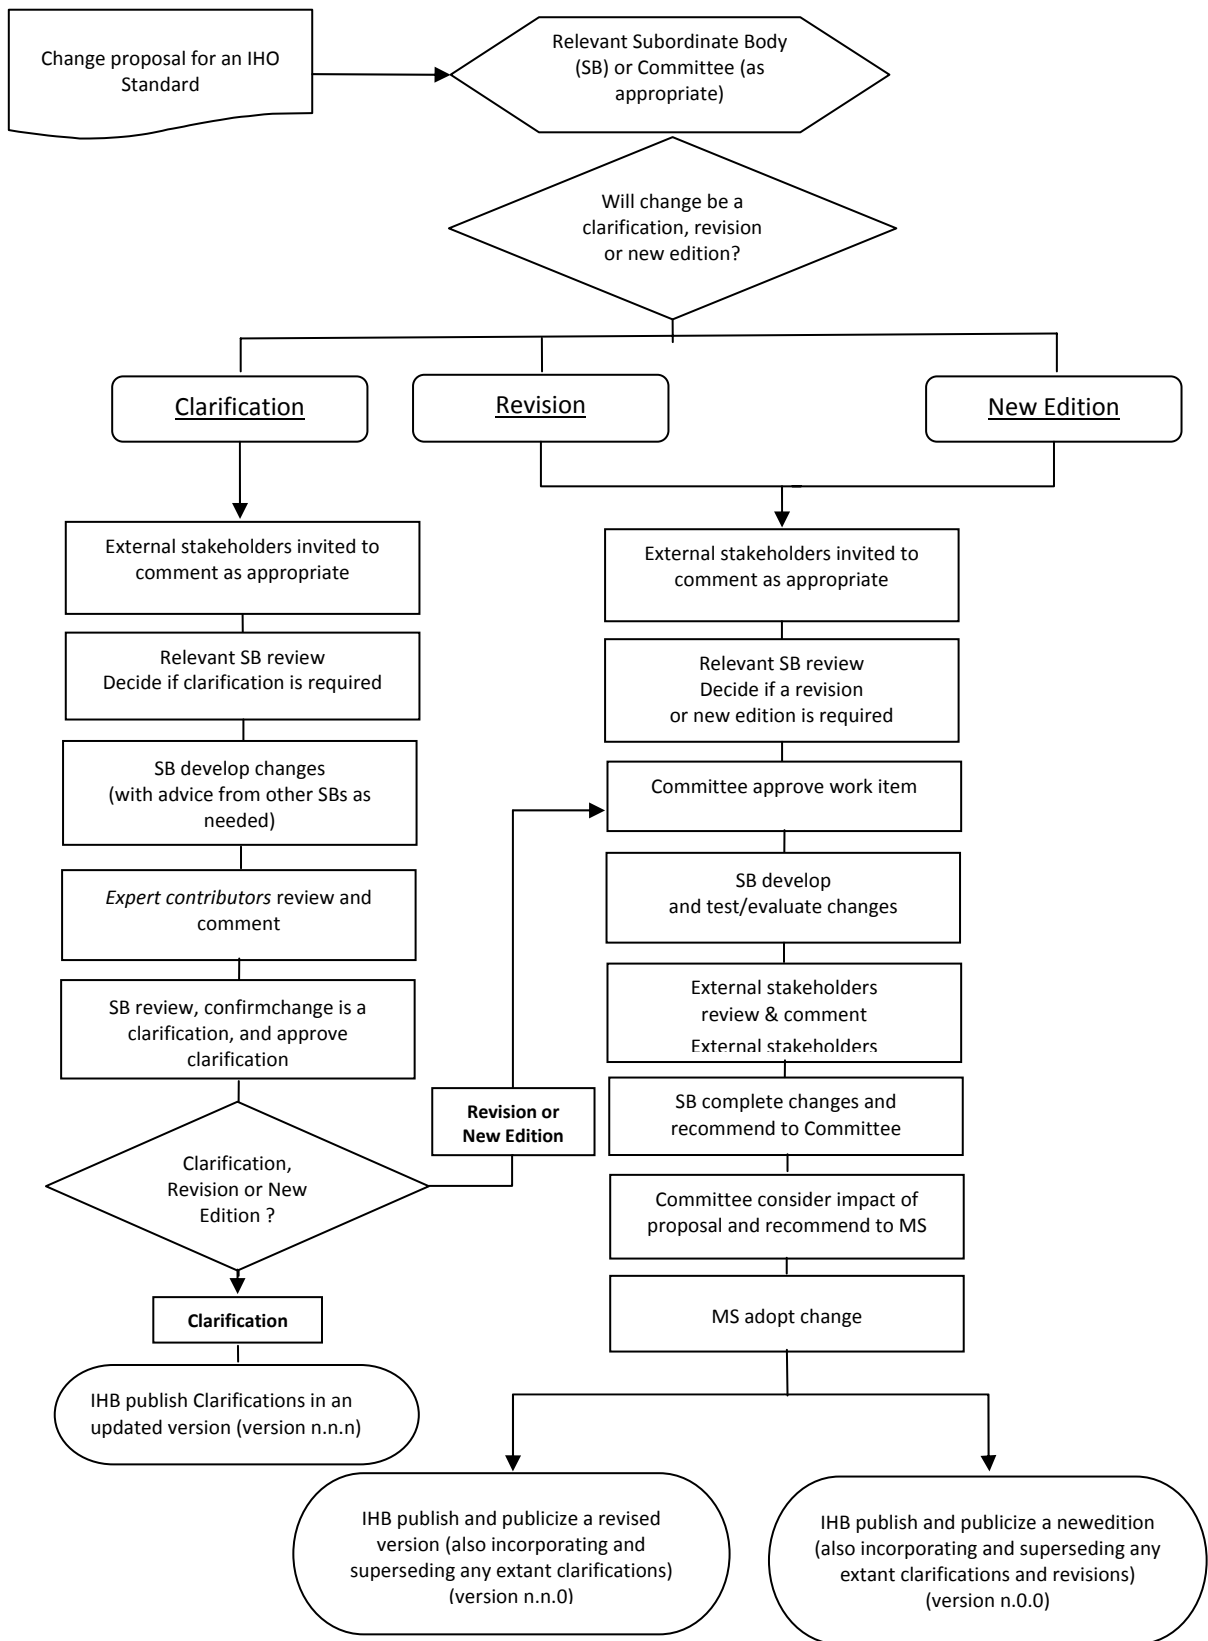 Change proposal for an IHO
Standard
Relevant Subordinate Body
(SB) or Committee (as
appropriate)
Will change be a
clarification, revision
or new edition?
Clarification
Revision
New Edition
External stakeholders invited to
comment as appropriate
Relevant SB review
Decide if clarification is required
SB develop changes
(with advice from other SBs as
needed)
Expert contributors review and
comment
SB review, confirmchange is a
clarification, and approve
clarification
Clarification,
Revision or New
Edition ?
Revision or
New Edition
Clarification
IHB publish Clarifications in an
updated version (version n.n.n)
External stakeholders invited to
comment as appropriate
Relevant SB review
Decide if a revision
or new edition is required
Committee approve work item
SB develop
and test/evaluate changes
External stakeholders
review & comment
External stakeholders
SB complete changes and
recommend to Committee
Committee consider impact of
proposal and recommend to MS
MS adopt change
IHB publish and publicize a revised
version (also incorporating and
superseding any extant clarifications)
(version n.n.0)
IHB publish and publicize a newedition
(also incorporating and superseding any
extant clarifications and revisions)
(version n.0.0)